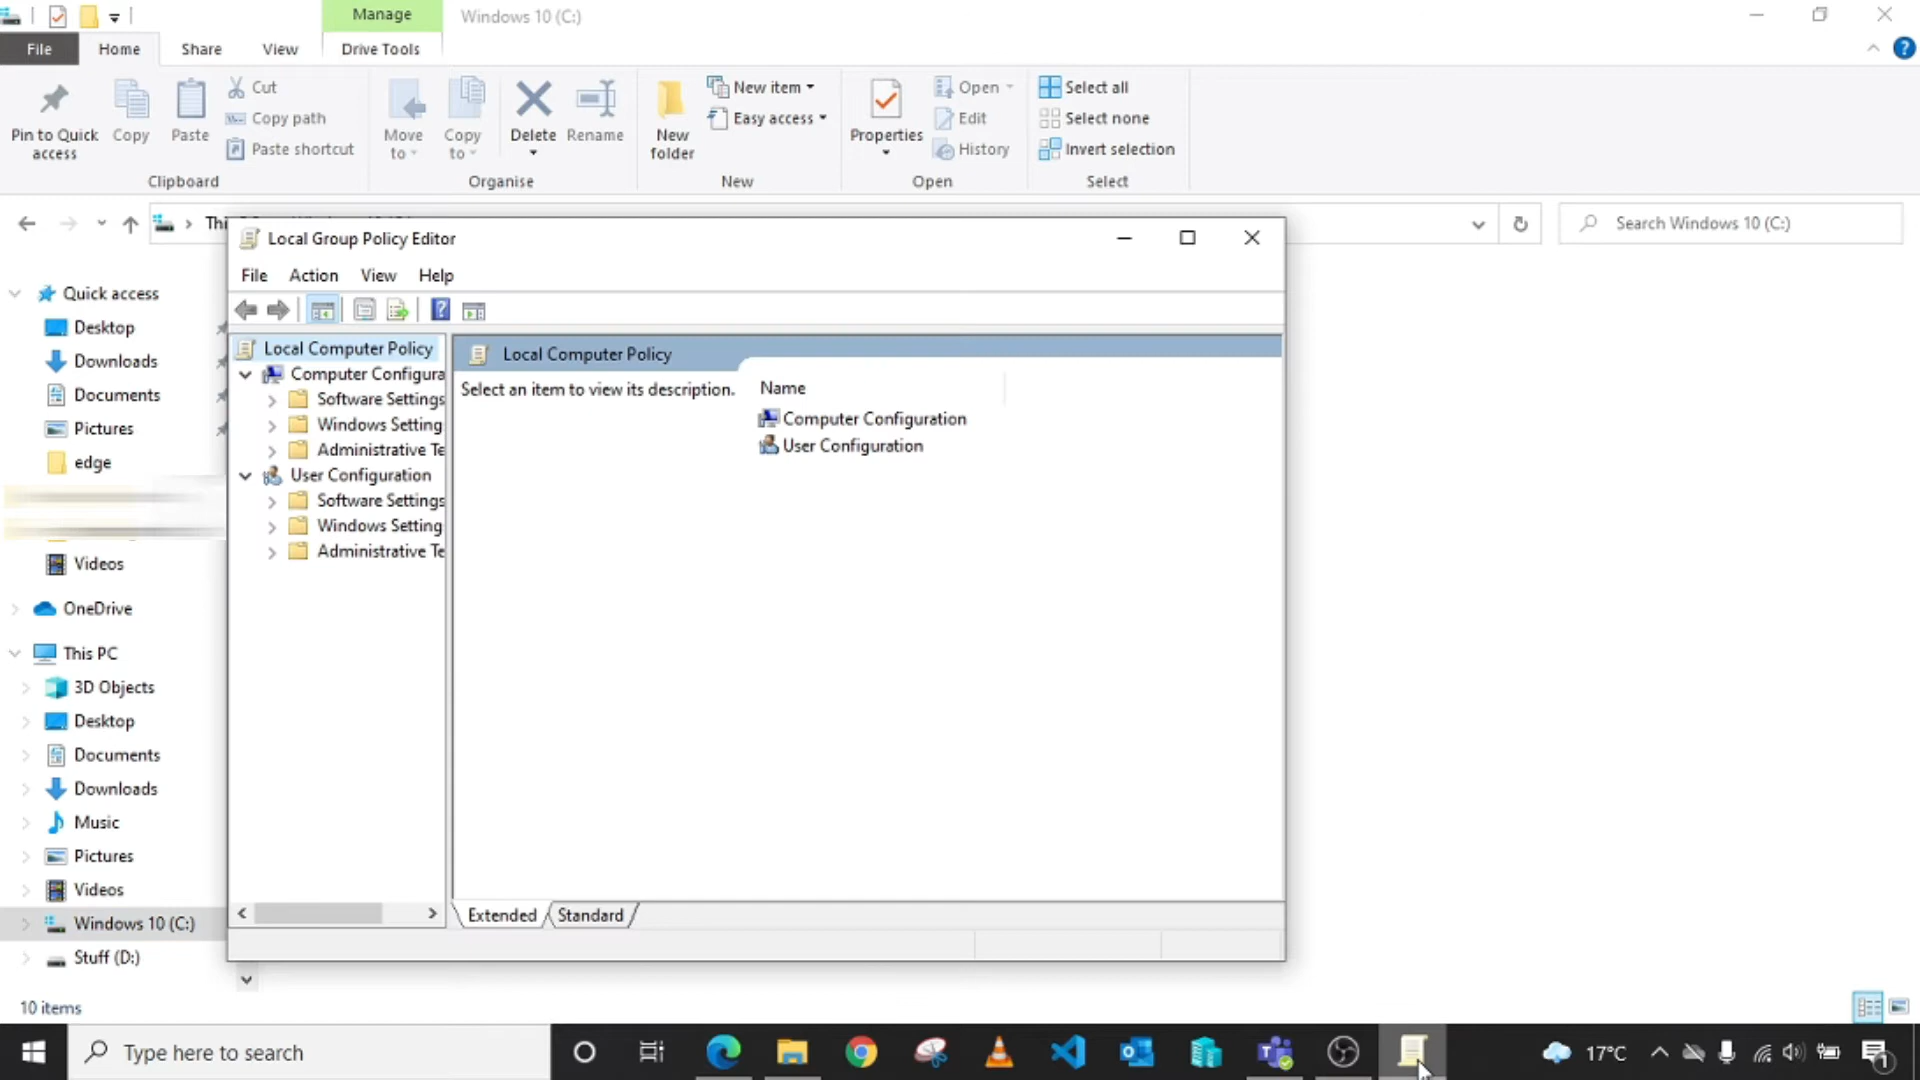 Manage
Windows 10 (C:)
File
Home
Share
View
Drive Tools
Pin to Quick access
Copy
Paste
Cut
Copy path
Paste shortcut
Clipboard
Move to
Copy to
Delete
Rename
Organise
New folder
New item
Easy access
New
Properties
Open
Edit
History
Open
Select all
Select none
Invert selection
Select
Search Windows 10 (C:)
Quick access
Desktop
Downloads
Documents
Pictures
edge
Videos
OneDrive
This PC
3D Objects
Desktop
Documents
Downloads
Music
Pictures
Videos
Windows 10 (C:)
Stuff (D:)
10 items
Local Group Policy Editor
File
Action
View
Help
Local Computer Policy
Computer Configura
Software Settings
Windows Setting
Administrative Te
User Configuration
Software Settings
Windows Setting
Administrative Te
Local Computer Policy
Select an item to view its description.
Name
Computer Configuration
User Configuration
Extended
Standard
Type here to search
17°C
1